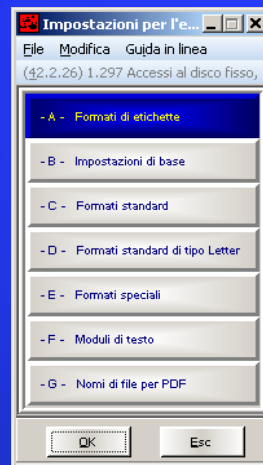 Impostazioni per l'e...
File Modifica Guida in linea
(42.2.26) 1.297 Accessi al disco fisso,
- A - Formati di etichette
- B - Impostazioni di base
- C - Formati standard
- D - Formati standard di tipo Letter
- E - Formati speciali
- F - Moduli di testo
- G - Nomi di file per PDF
OK Esc